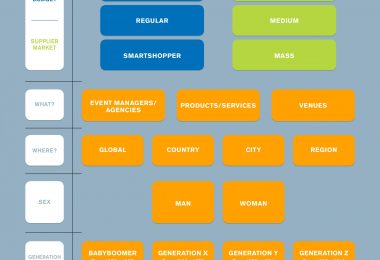 REGULAR
MEDIUM
SUPPLIER
MARKET
SMARTSHOPPER
MASS
WHAT?
EVENT MANAGERS/
AGENCIES
PRODUCTS/SERVICES
VENUES
WHERE?
GLOBAL
COUNTRY
CITY
REGION
SEX
MAN
WOMAN
GENERATION
BABYBOOMER
GENERATION X
GENERATION Y
GENERATION Z